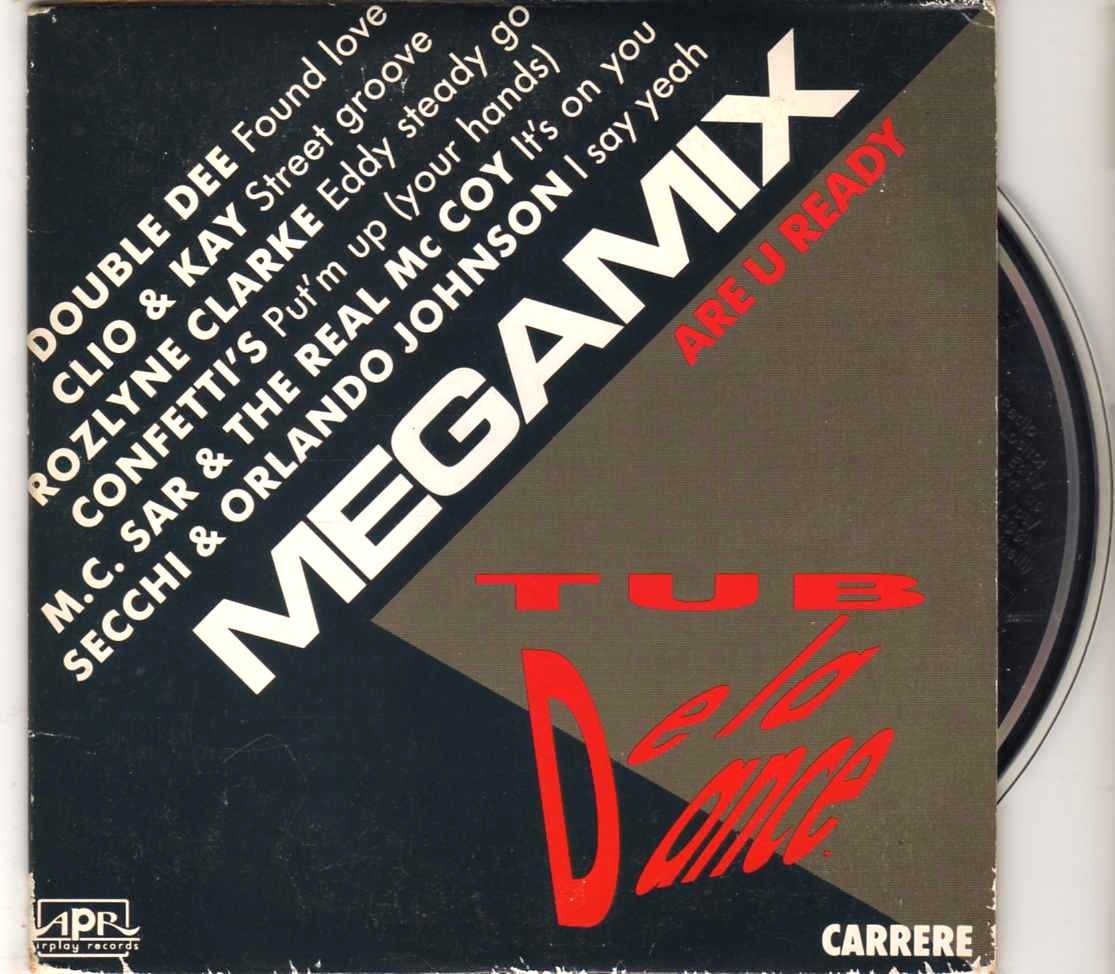 DOUBLE DEE Found love
CLIO & KAY Street groove
ROZLYNE CLARKE Eddy steady go
CONFETTI'S Put'm up (your hands)
M.C. SAR & THE REAL Mc COY It's on you
SECCHI & ORLANDO JOHNSON I say yeah
MEGAMIX
ARE U READY
TUB
De la
Dance
APR
irplay records
CARRERE